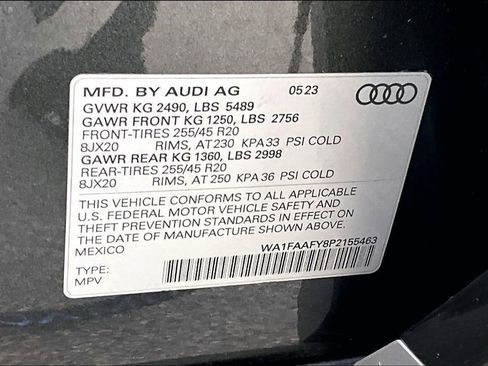 MFD. BY AUDI AG 05 23
GVWR KG 2490, LBS 5489
GAWR FRONT KG 1250, LBS 2756
FRONT-TIRES 255/45 R20
8JX20 RIMS, AT 230 KPA 33 PSI COLD
GAWR REAR KG 1360, LBS 2998
REAR-TIRES 255/45 R20
8JX20 RIMS, AT 250 KPA 36 PSI COLD
THIS VEHICLE CONFORMS TO ALL APPLICABLE
U.S. FEDERAL MOTOR VEHICLE SAFETY AND
THEFT PREVENTION STANDARDS IN EFFECT ON
THE DATE OF MANUFACTURE SHOWN ABOVE.
MEXICO WA1FAAFY8P2155463
TYPE:
MPV